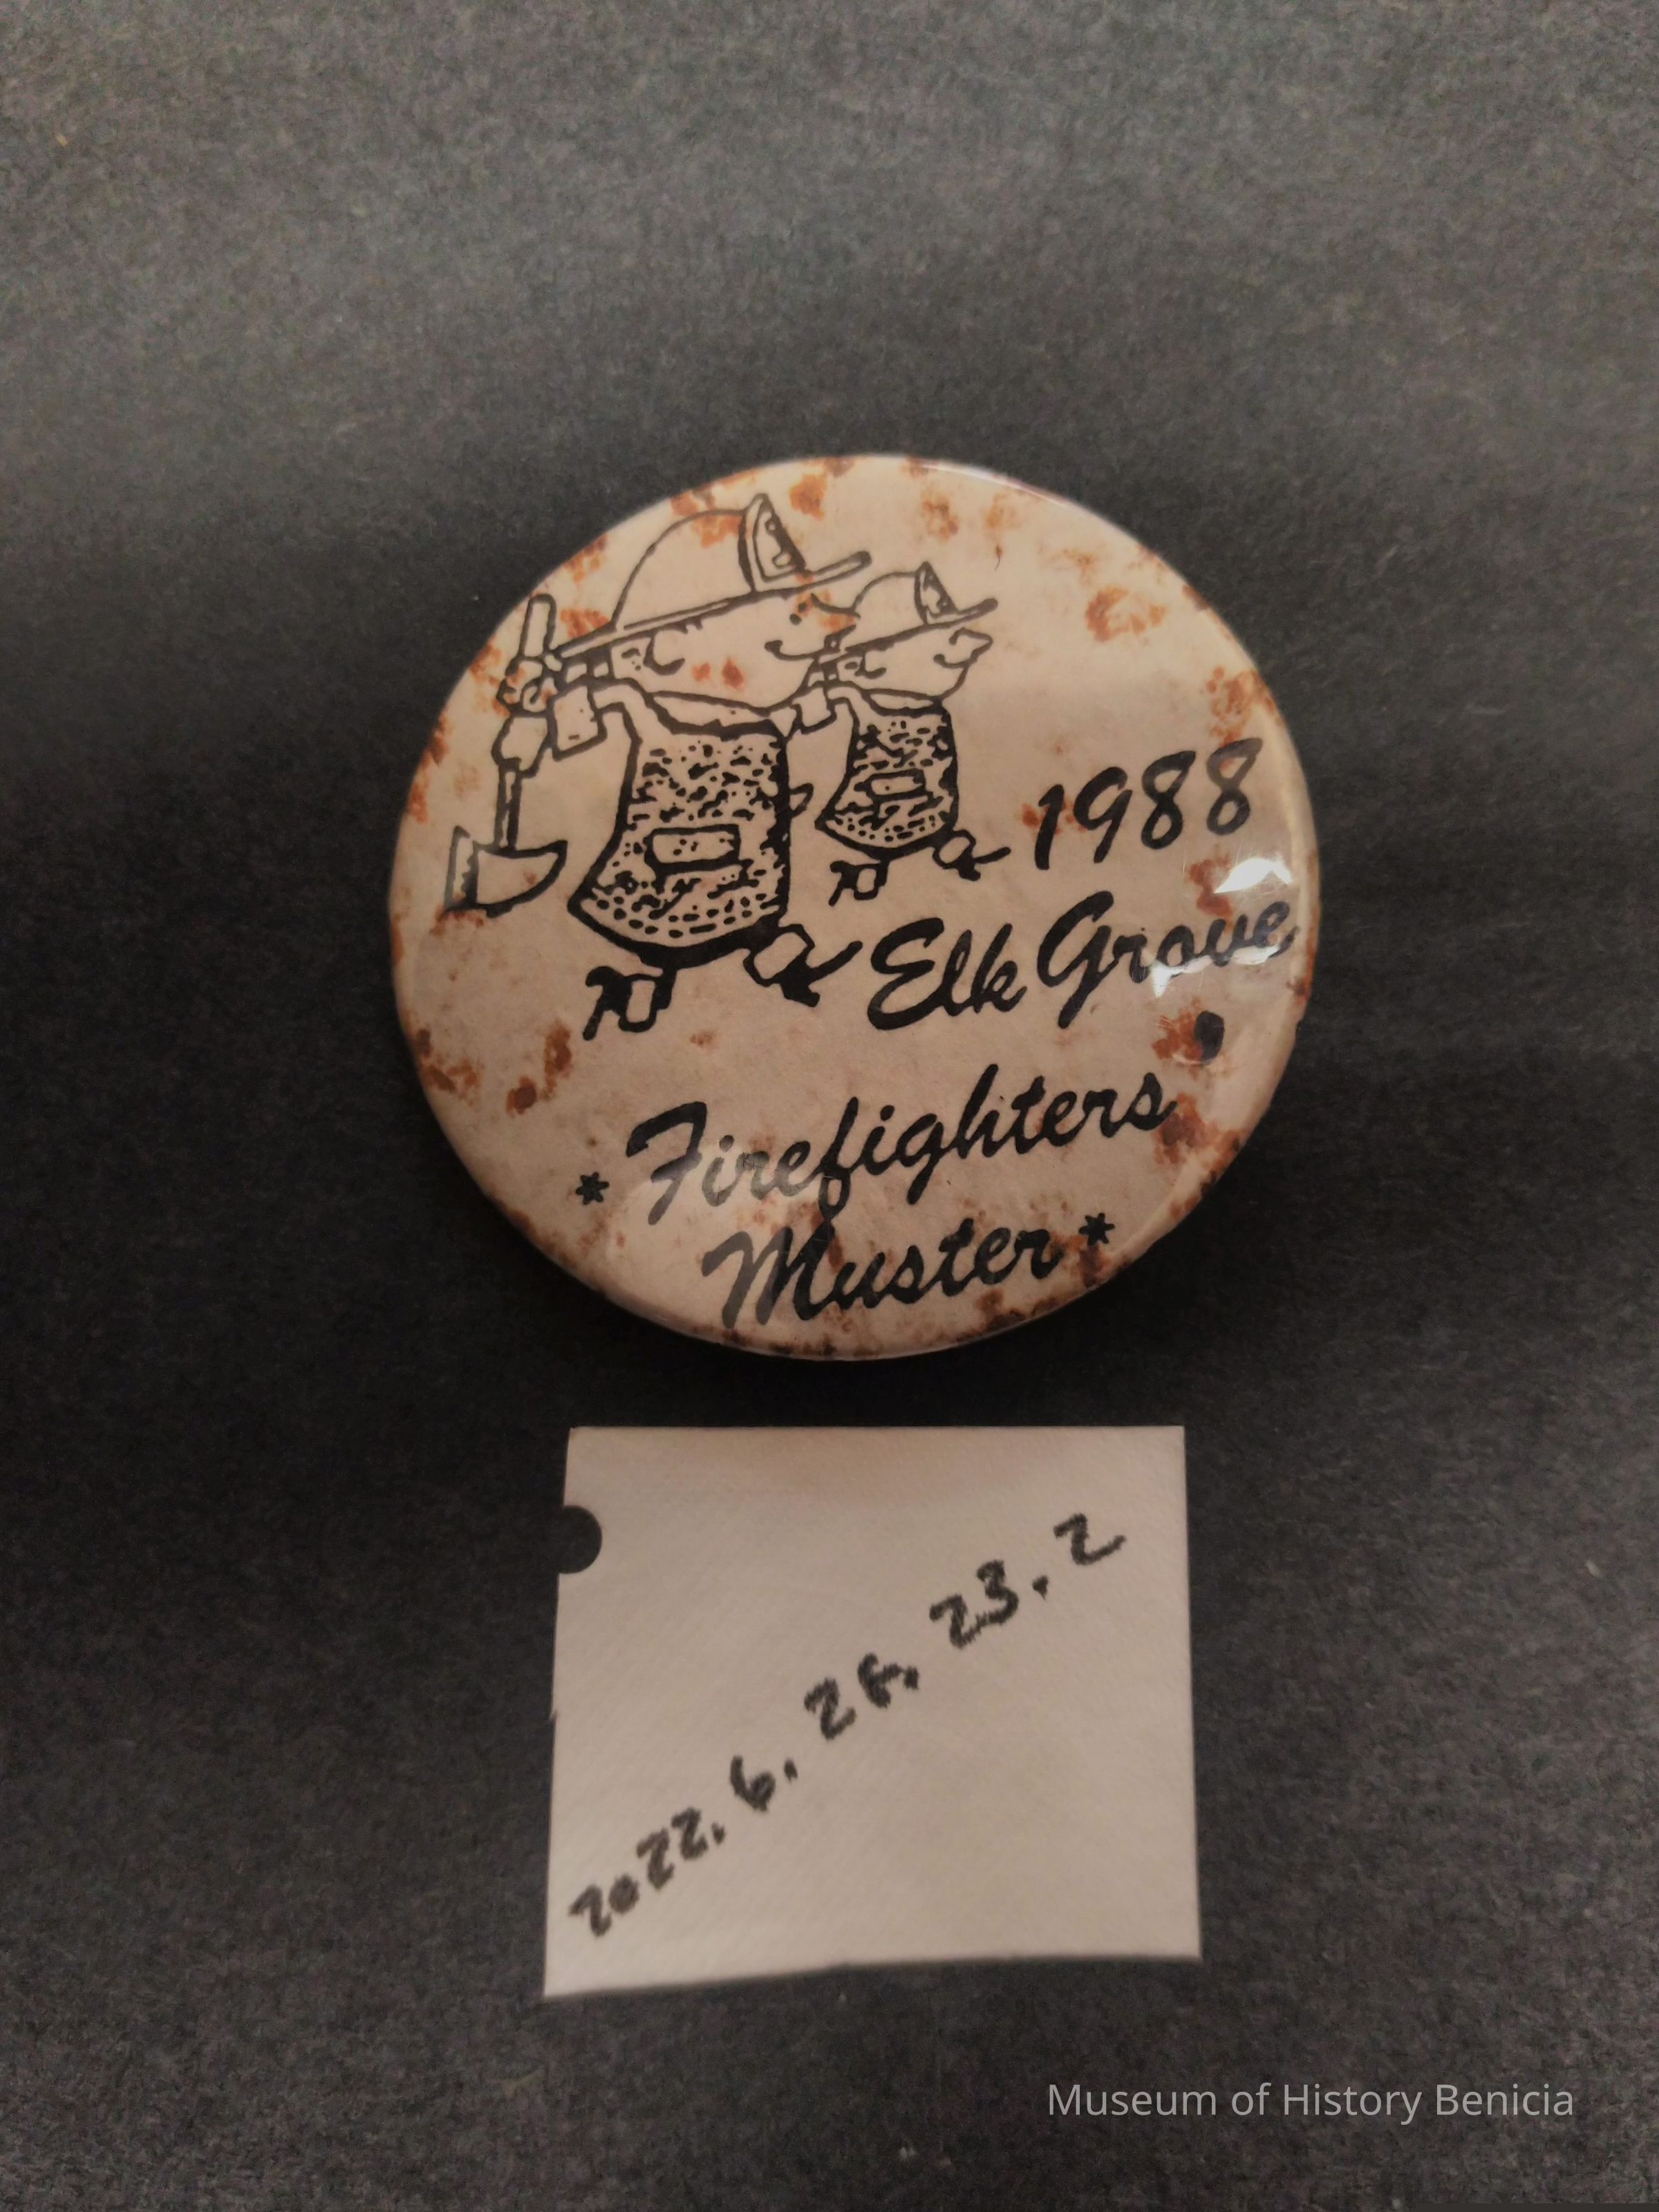 1988
Elk Grove
* Firefighters
Muster *
2022.6.28.23.2
Museum of History Benicia